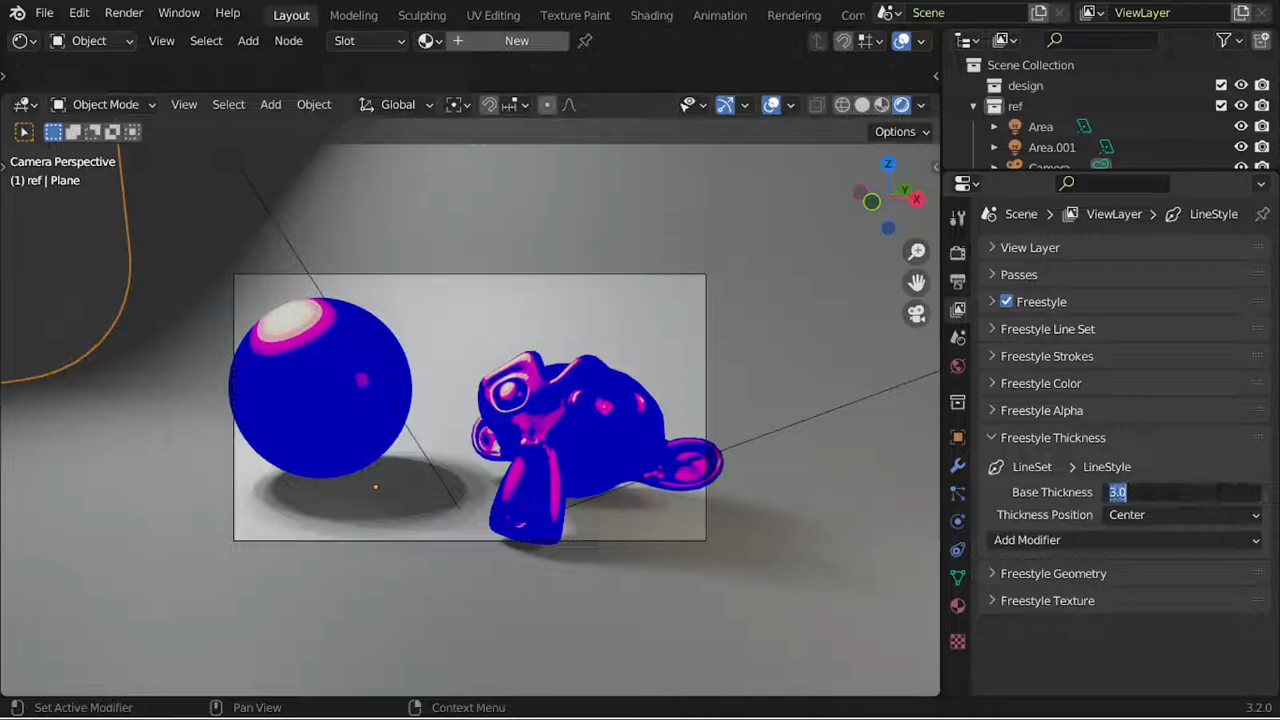 File Edit Render Window Help Layout Modeling Sculpting UV Editing Texture Paint Shading Animation Rendering Com Scene ViewLayer
Object View Select Add Node Slot New
Scene Collection
design
ref
Area
Area.001
Camera
Object Mode View Select Add Object Global
Options
Camera Perspective
(1) ref | Plane
Z
Y
X
Scene > ViewLayer > LineStyle
View Layer
Passes
Freestyle
Freestyle Line Set
Freestyle Strokes
Freestyle Color
Freestyle Alpha
Freestyle Thickness
LineSet > LineStyle
Base Thickness 3.0
Thickness Position Center
Add Modifier
Freestyle Geometry
Freestyle Texture
Set Active Modifier Pan View Context Menu 3.2.0